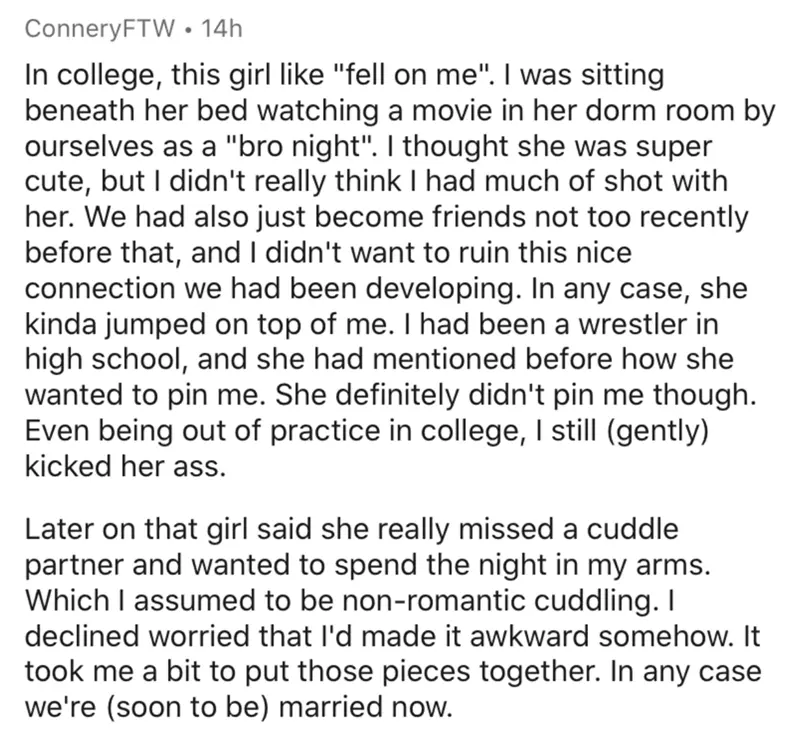 ConneryFTW • 14h
In college, this girl like "fell on me". I was sitting
beneath her bed watching a movie in her dorm room by
ourselves as a "bro night". I thought she was super
cute, but I didn't really think I had much of shot with
her. We had also just become friends not too recently
before that, and I didn't want to ruin this nice
connection we had been developing. In any case, she
kinda jumped on top of me. I had been a wrestler in
high school, and she had mentioned before how she
wanted to pin me. She definitely didn't pin me though.
Even being out of practice in college, I still (gently)
kicked her ass.
Later on that girl said she really missed a cuddle
partner and wanted to spend the night in my arms.
Which I assumed to be non-romantic cuddling. I
declined worried that I'd made it awkward somehow. It
took me a bit to put those pieces together. In any case
we're (soon to be) married now.